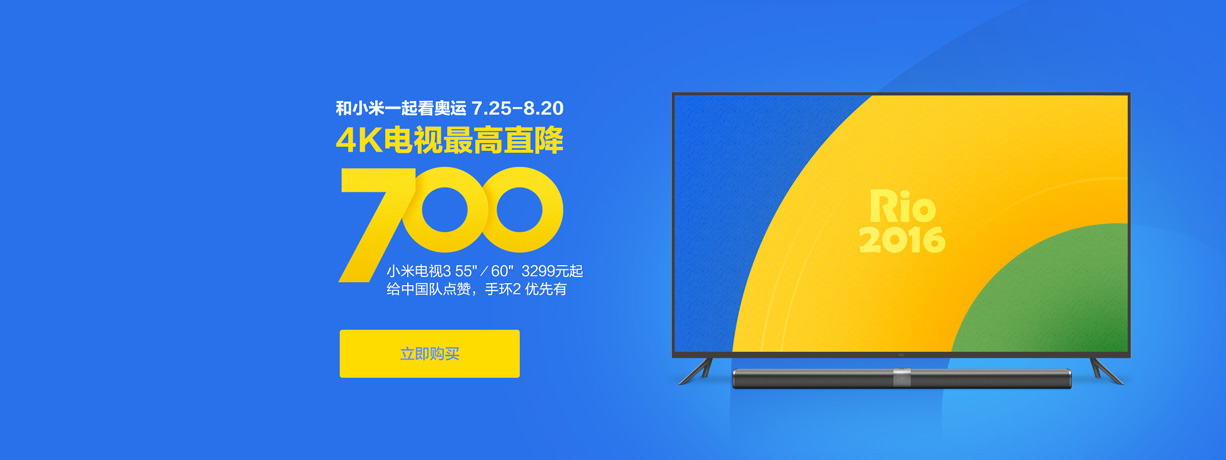 和小米一起看奥运 7.25-8.20
4K电视最高直降
700
小米电视3 55"/60" 3299元起
给中国队点赞，手环2 优先有
立即购买
Rio
2016